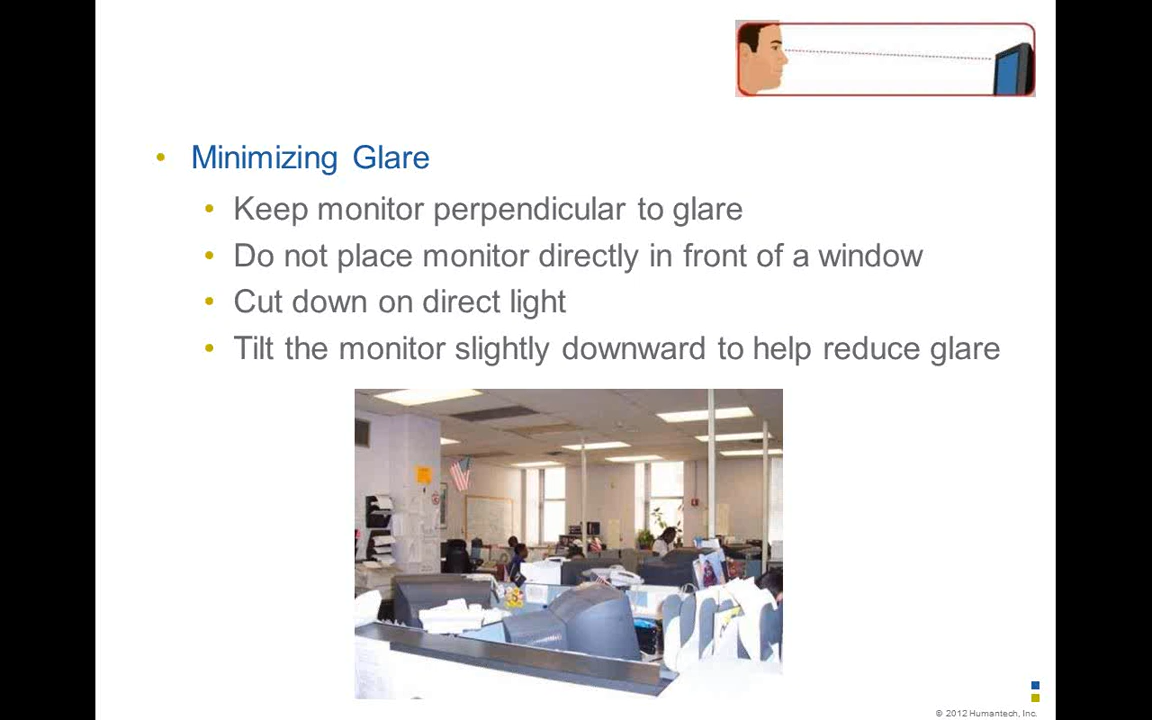 Minimizing Glare
Keep monitor perpendicular to glare
Do not place monitor directly in front of a window
Cut down on direct light
Tilt the monitor slightly downward to help reduce glare
© 2012 Humantech, Inc.